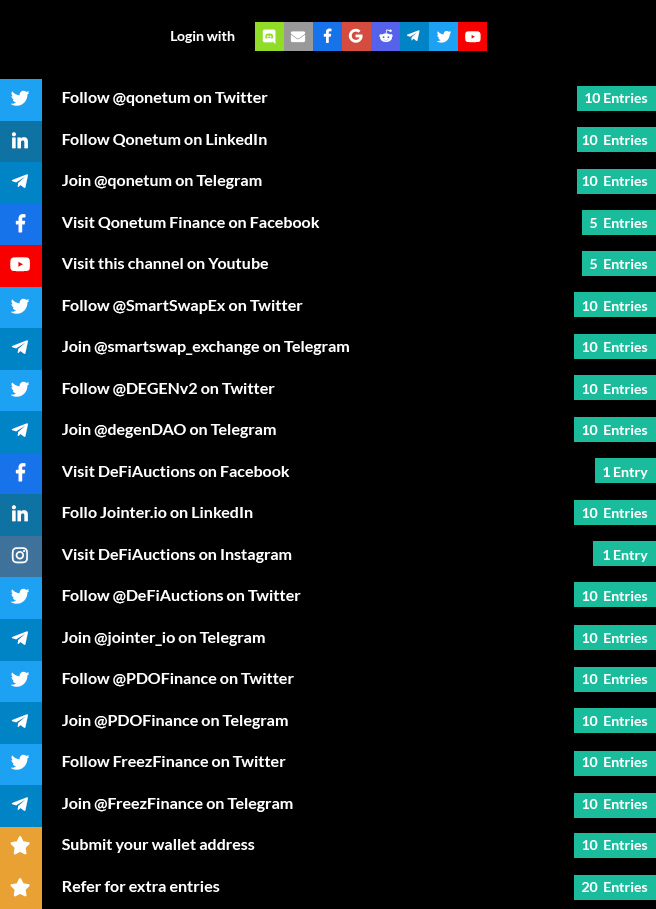 Login with
Follow @qonetum on Twitter 10 Entries
Follow Qonetum on LinkedIn 10 Entries
Join @qonetum on Telegram 10 Entries
Visit Qonetum Finance on Facebook 5 Entries
Visit this channel on Youtube 5 Entries
Follow @SmartSwapEx on Twitter 10 Entries
Join @smartswap_exchange on Telegram 10 Entries
Follow @DEGENv2 on Twitter 10 Entries
Join @degenDAO on Telegram 10 Entries
Visit DeFiAuctions on Facebook 1 Entry
Follo Jointer.io on LinkedIn 10 Entries
Visit DeFiAuctions on Instagram 1 Entry
Follow @DeFiAuctions on Twitter 10 Entries
Join @jointer_io on Telegram 10 Entries
Follow @PDOFinance on Twitter 10 Entries
Join @PDOFinance on Telegram 10 Entries
Follow FreezFinance on Twitter 10 Entries
Join @FreezFinance on Telegram 10 Entries
Submit your wallet address 10 Entries
Refer for extra entries 20 Entries